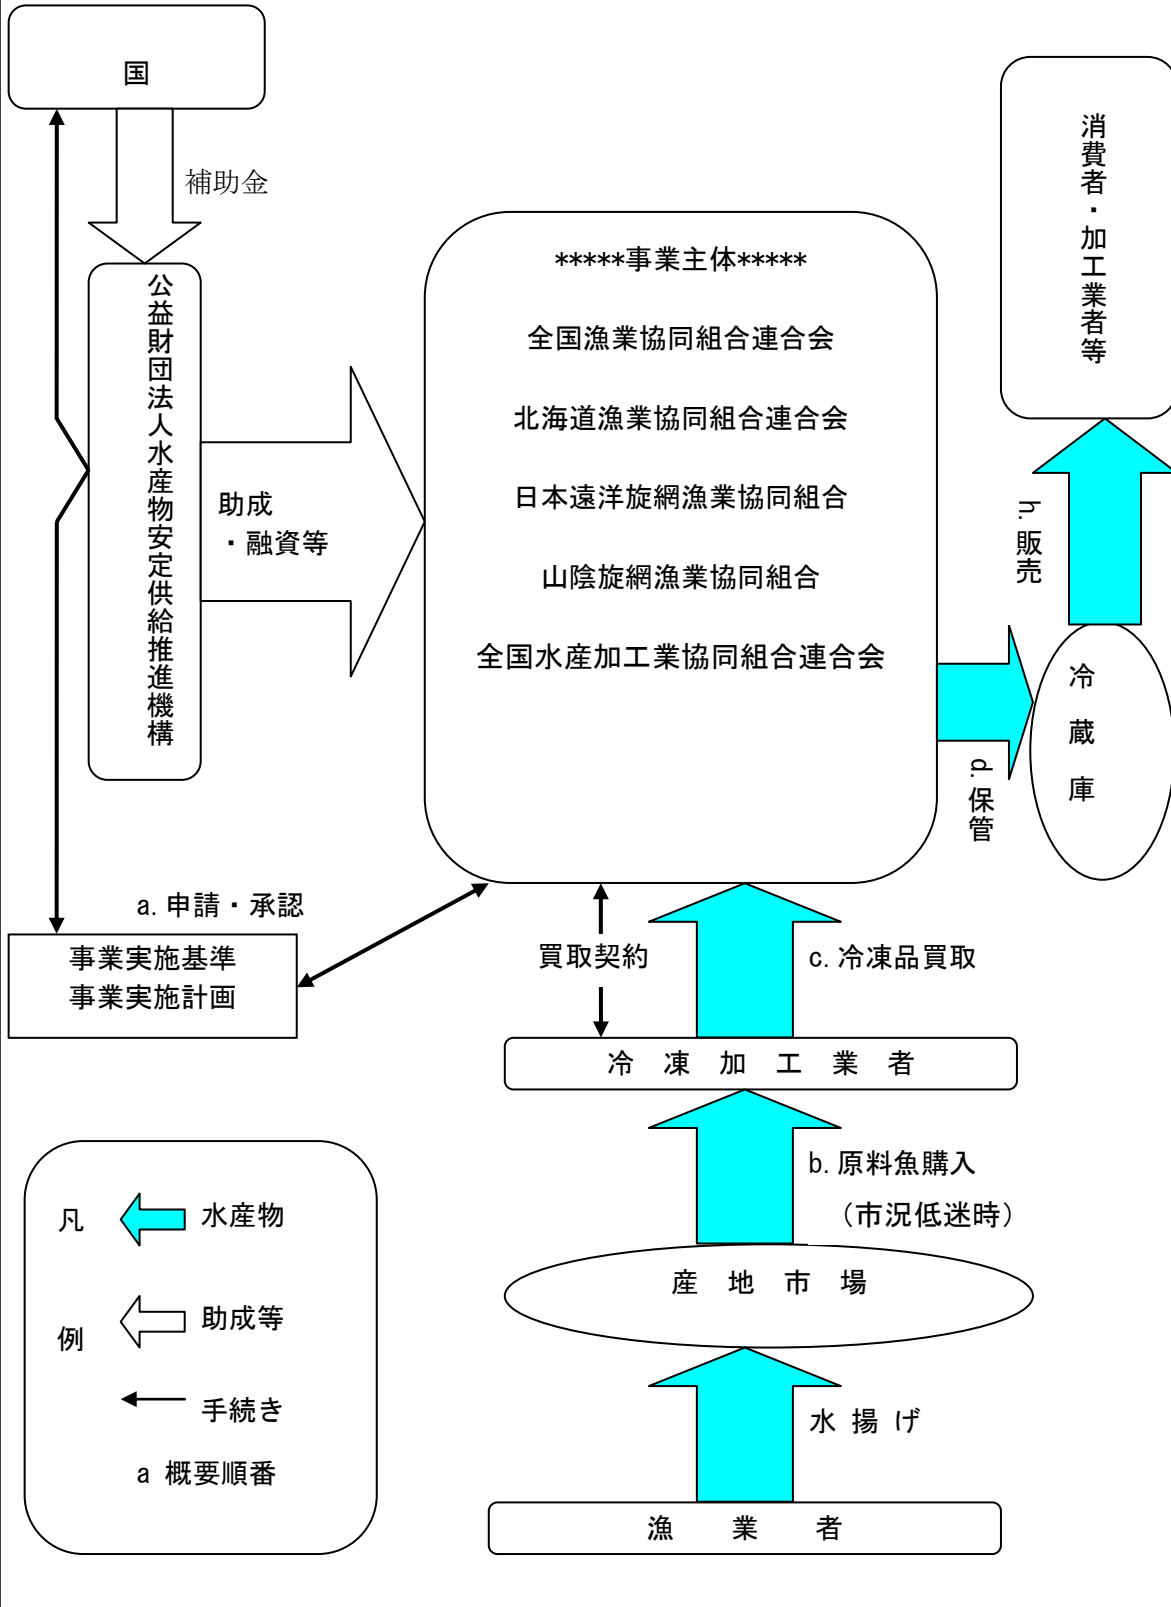 国
補助金
公益財団法人水産物安定供給推進機構
助成
・融資等
*****事業主体*****
全国漁業協同組合連合会
北海道漁業協同組合連合会
日本遠洋旋網漁業協同組合
山陰旋網漁業協同組合
全国水産加工業協同組合連合会
消費者・加工業者等
h. 販売
冷蔵庫
d. 保管
a. 申請・承認
事業実施基準
事業実施計画
買取契約
c. 冷凍品買取
冷 凍 加 工 業 者
b. 原料魚購入
（市況低迷時）
産 地 市 場
水 揚 げ
漁 業 者
凡例
水産物
助成等
手続き
a 概要順番